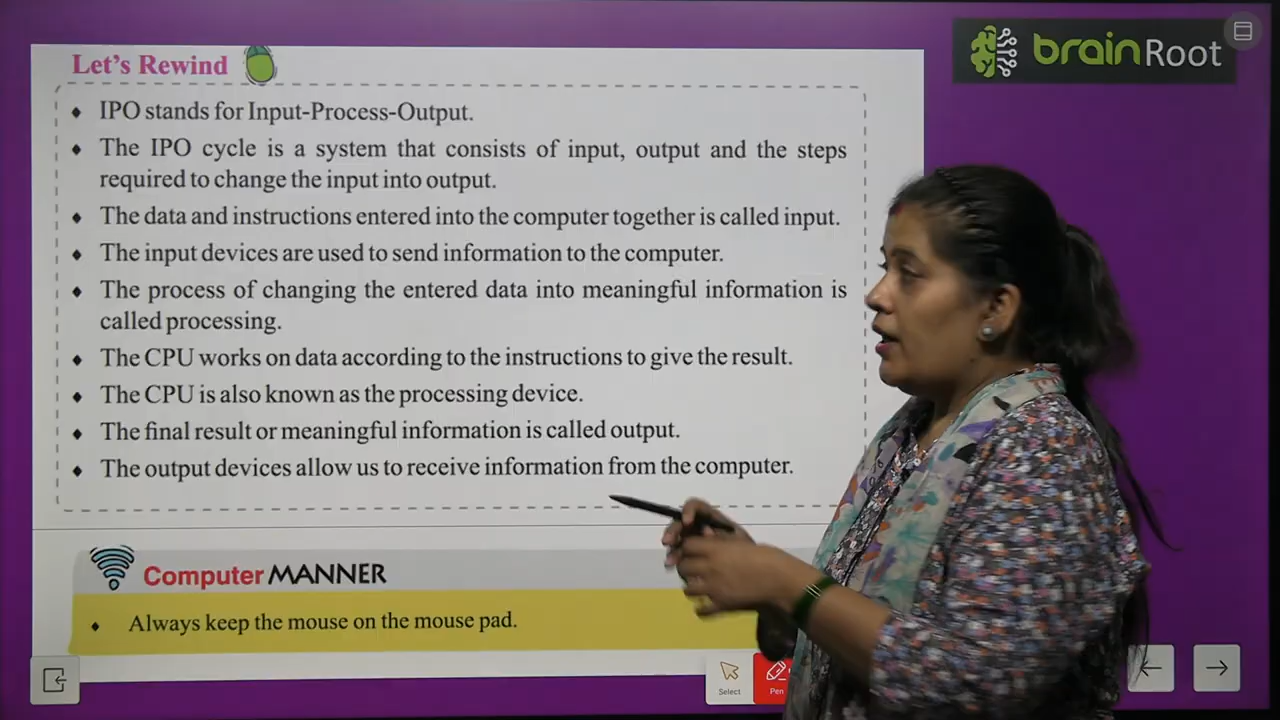 Let's Rewind
brainRoot
♦ IPO stands for Input-Process-Output.
♦ The IPO cycle is a system that consists of input, output and the steps
required to change the input into output.
♦ The data and instructions entered into the computer together is called input.
♦ The input devices are used to send information to the computer.
♦ The process of changing the entered data into meaningful information is
called processing.
♦ The CPU works on data according to the instructions to give the result.
♦ The CPU is also known as the processing device.
♦ The final result or meaningful information is called output.
♦ The output devices allow us to receive information from the computer.
Computer MANNER
♦ Always keep the mouse on the mouse pad.
Select
Pen